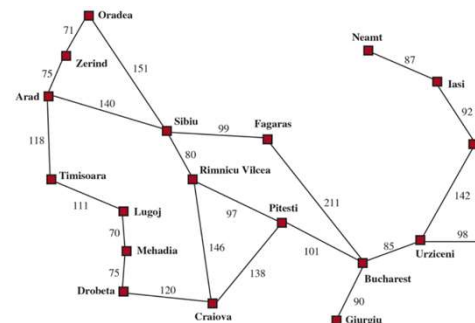 Oradea
71
Neamt
87
Zerind
151
Iasi
75
92
Arad
140
Sibiu
99
Fagaras
118
80
Timisoara
Rimnicu Vilcea
142
111
Lugoj
97
Pitesti
211
70
98
Mehadia
146
101
85
Urziceni
75
138
Bucharest
Drobeta
120
90
Craiova
Giurgiu